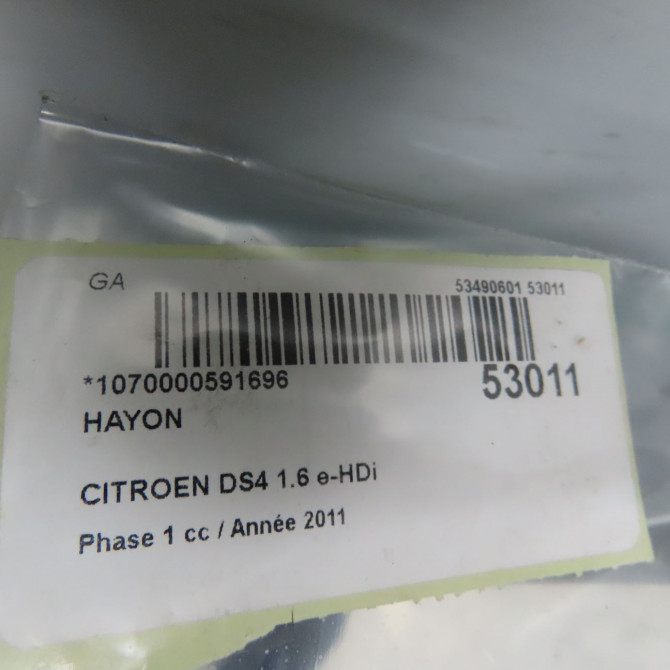 GA
53490601 53011
*1070000591696
53011
HAYON
CITROEN DS4 1.6 e-HDi
Phase 1 cc / Année 2011